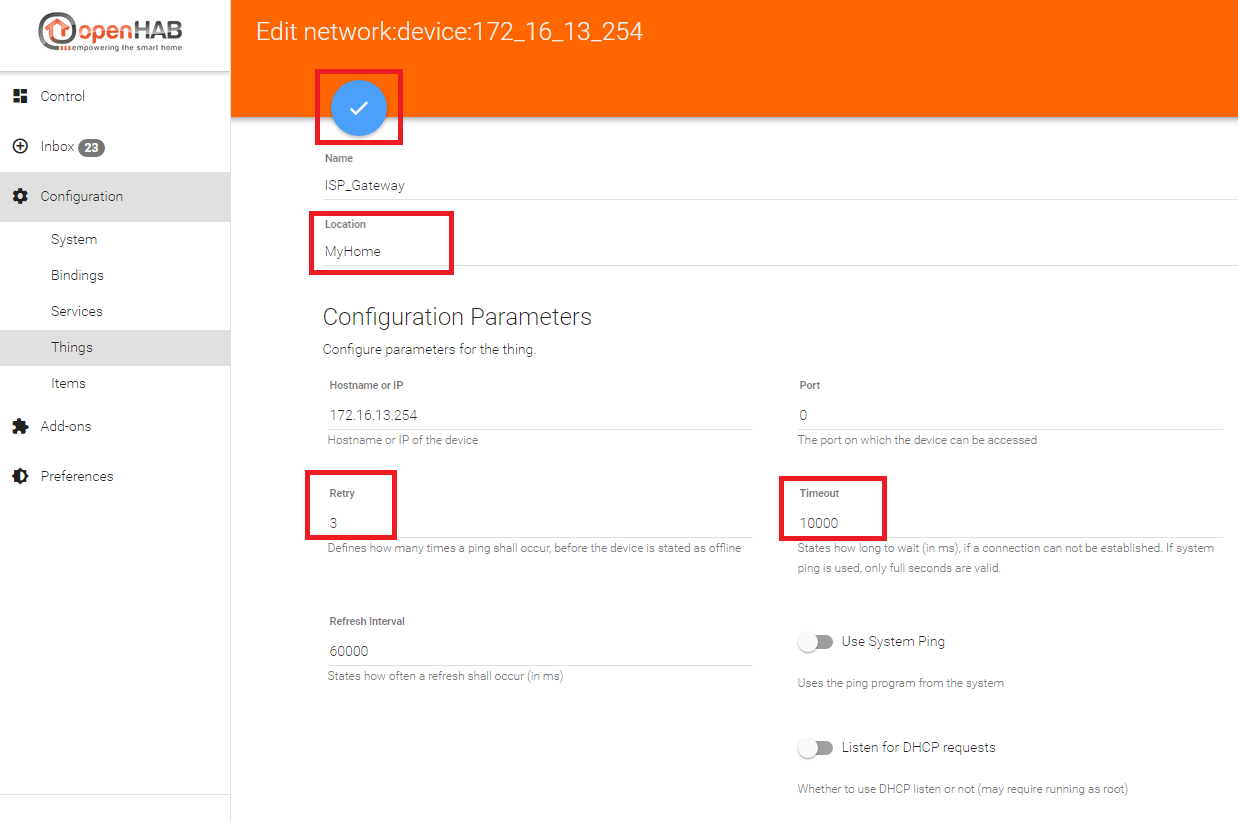 openHAB
empowering the smart home
Control
Inbox 23
Configuration
System
Bindings
Services
Things
Items
Add-ons
Preferences
Edit network:device:172_16_13_254
Name
ISP_Gateway
Location
MyHome
Configuration Parameters
Configure parameters for the thing.
Hostname or IP
172.16.13.254
Hostname or IP of the device
Port
0
The port on which the device can be accessed
Retry
3
Defines how many times a ping shall occur, before the device is stated as offline
Timeout
10000
States how long to wait (in ms), if a connection can not be established. If system
ping is used, only full seconds are valid.
Refresh Interval
60000
States how often a refresh shall occur (in ms)
Use System Ping
Uses the ping program from the system
Listen for DHCP requests
Whether to use DHCP listen or not (may require running as root)